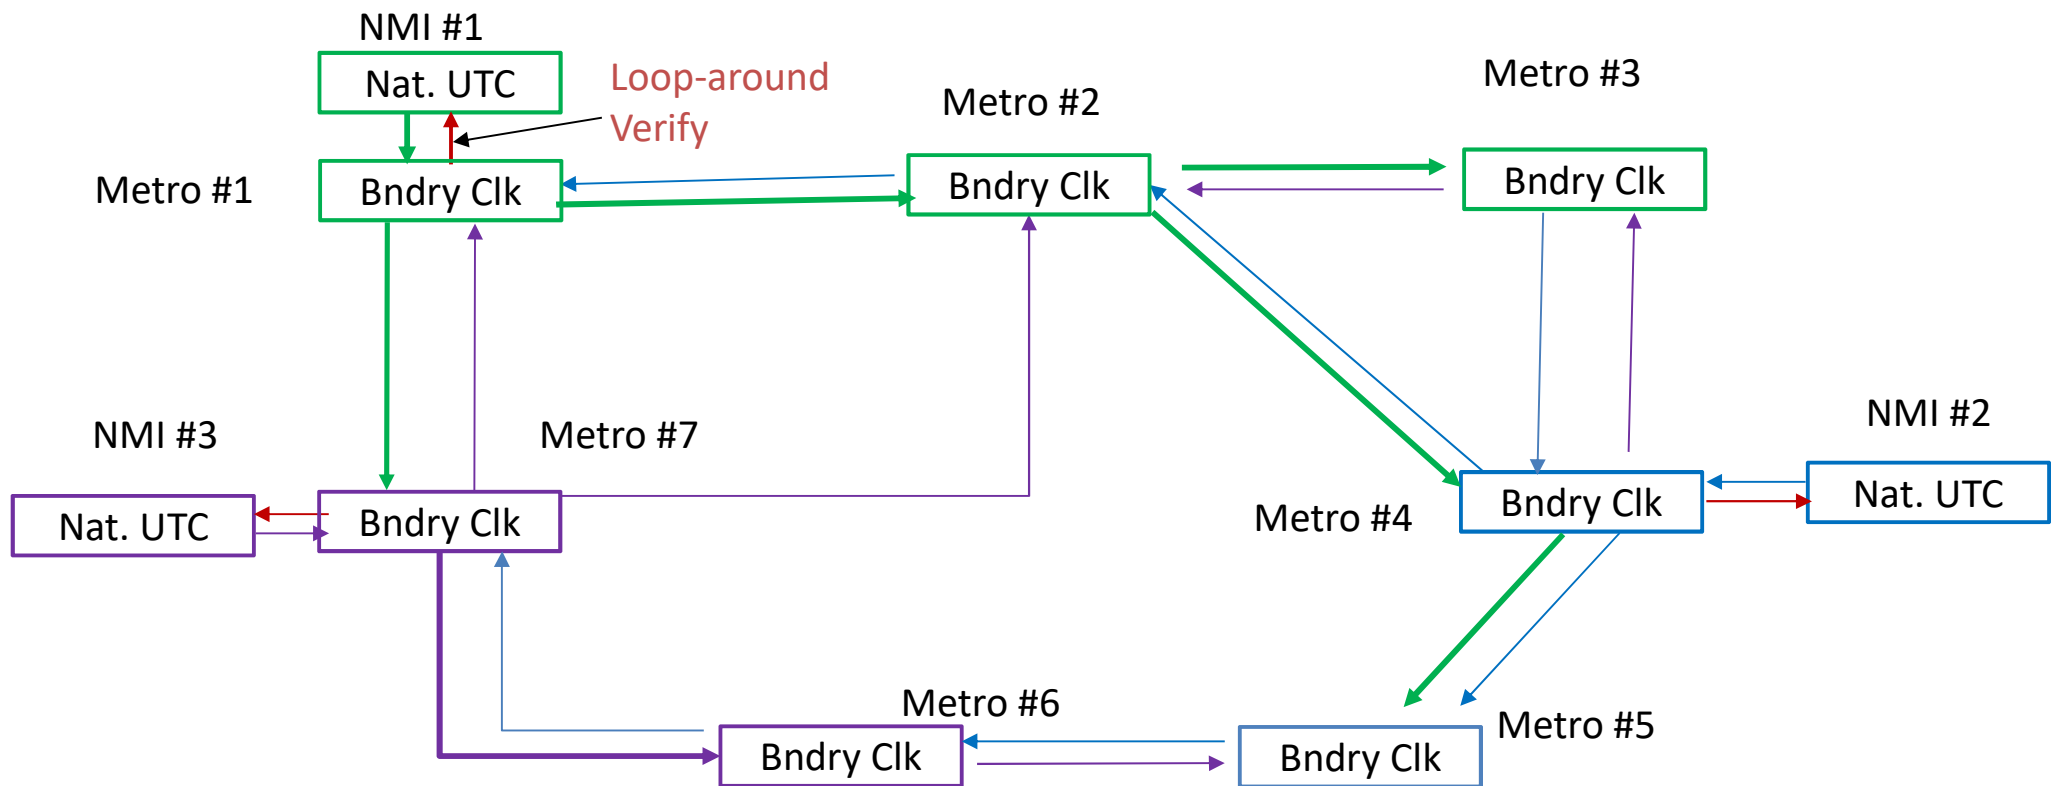 NMI #1
Nat. UTC
Loop-around
Verify
Metro #1
Bndry Clk
Metro #2
Bndry Clk
Metro #3
Bndry Clk
NMI #3
Nat. UTC
Metro #7
Bndry Clk
NMI #2
Nat. UTC
Metro #4
Bndry Clk
Metro #6
Bndry Clk
Metro #5
Bndry Clk